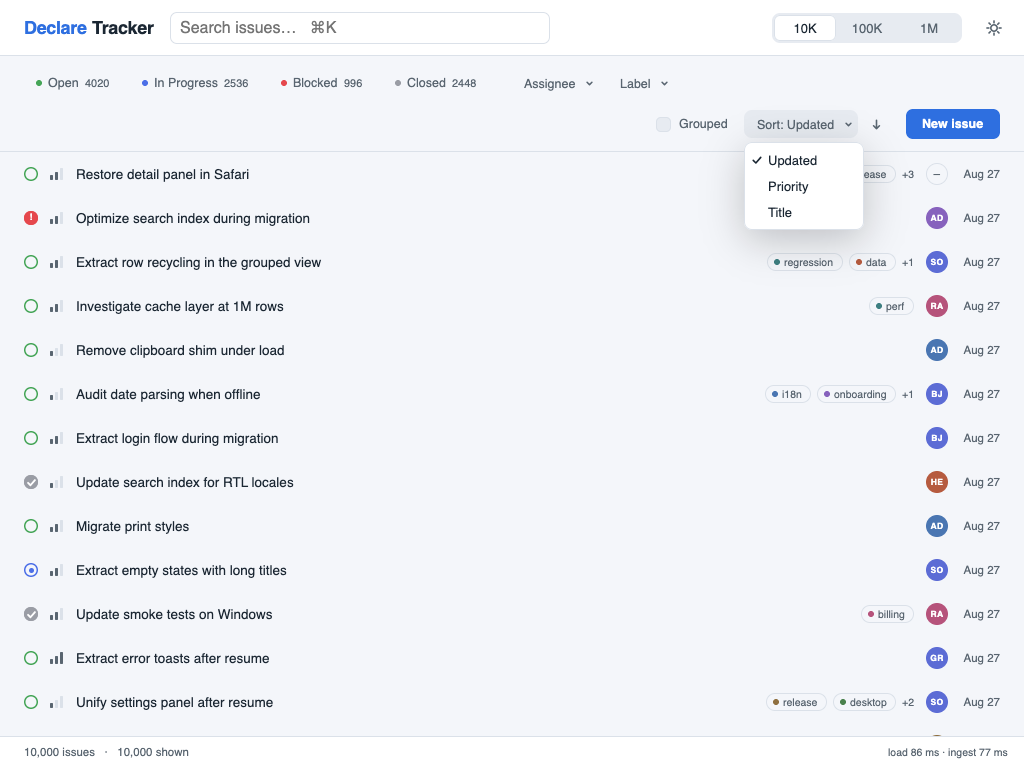 Declare Tracker Search issues… ⌘K 10K 100K 1M
Open 4020 In Progress 2536 Blocked 996 Closed 2448 Assignee Label
Grouped Sort: Updated New issue
Updated
Priority
Title
Restore detail panel in Safari ease +3 – Aug 27
Optimize search index during migration AD Aug 27
Extract row recycling in the grouped view regression data +1 SO Aug 27
Investigate cache layer at 1M rows perf RA Aug 27
Remove clipboard shim under load AD Aug 27
Audit date parsing when offline i18n onboarding +1 BJ Aug 27
Extract login flow during migration BJ Aug 27
Update search index for RTL locales HE Aug 27
Migrate print styles AD Aug 27
Extract empty states with long titles SO Aug 27
Update smoke tests on Windows billing RA Aug 27
Extract error toasts after resume GR Aug 27
Unify settings panel after resume release desktop +2 SO Aug 27
10,000 issues · 10,000 shown load 86 ms · ingest 77 ms